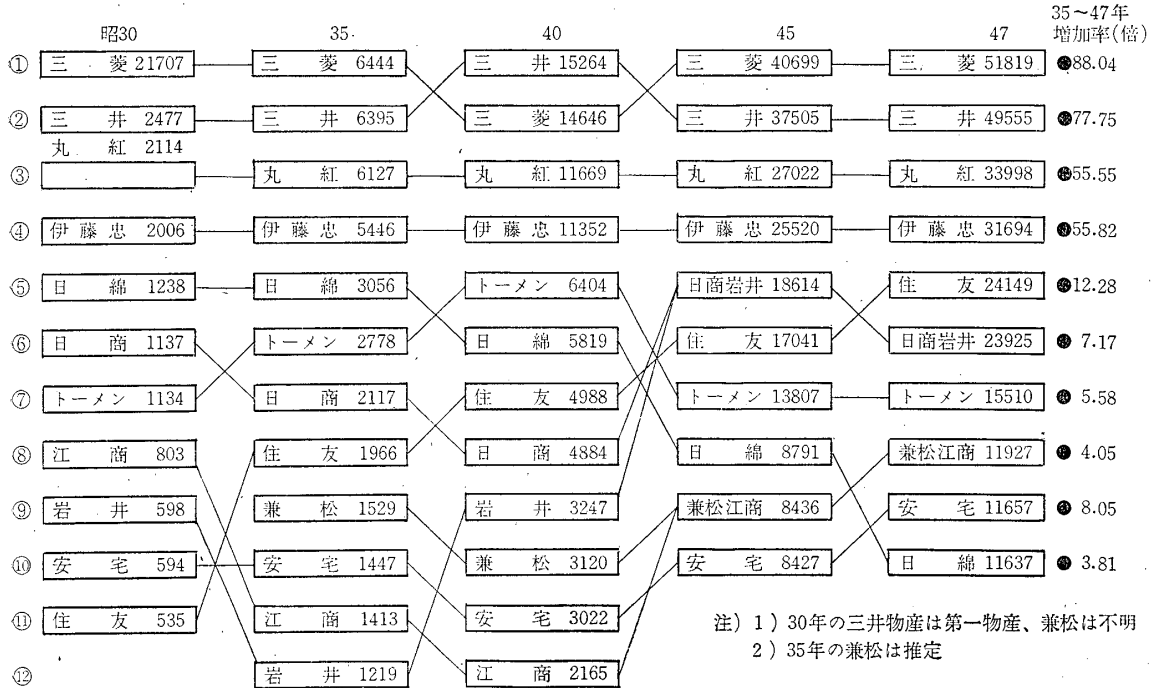 35～47年
昭30 35 40 45 47 増加率(倍)
① 三菱 21707 三菱 6444 三井 15264 三菱 40699 三菱 51819 ●88.04
② 三井 2477 三井 6395 三菱 14646 三井 37505 三井 49555 ●77.75
丸紅 2114
③ 丸紅 6127 丸紅 11669 丸紅 27022 丸紅 33998 ●55.55
④ 伊藤忠 2006 伊藤忠 5446 伊藤忠 11352 伊藤忠 25520 伊藤忠 31694 ●55.82
⑤ 日綿 1238 日綿 3056 トーメン 6404 日商岩井 18614 住友 24149 ●12.28
⑥ 日商 1137 トーメン 2778 日綿 5819 住友 17041 日商岩井 23925 ●7.17
⑦ トーメン 1134 日商 2117 住友 4988 トーメン 13807 トーメン 15510 ●5.58
⑧ 江商 803 住友 1966 日商 4884 日綿 8791 兼松江商 11927 ●4.05
⑨ 岩井 598 兼松 1529 岩井 3247 兼松江商 8436 安宅 11657 ●8.05
⑩ 安宅 594 安宅 1447 兼松 3120 安宅 8427 日綿 11637 ●3.81
⑪ 住友 535 江商 1413 安宅 3022
⑫ 岩井 1219 江商 2165
注) 1) 30年の三井物産は第一物産、兼松は不明
2) 35年の兼松は推定